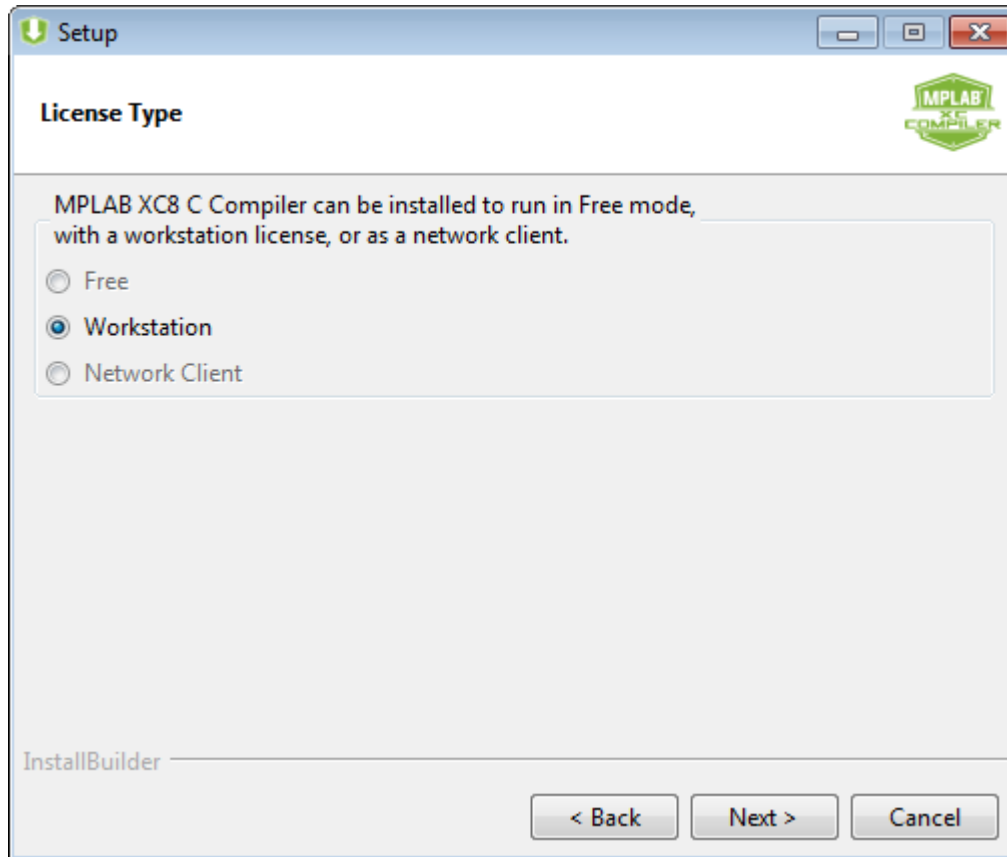 Setup
License Type
MPLAB
XC
COMPILER
MPLAB XC8 C Compiler can be installed to run in Free mode,
with a workstation license, or as a network client.
Free
Workstation
Network Client
InstallBuilder
< Back
Next >
Cancel